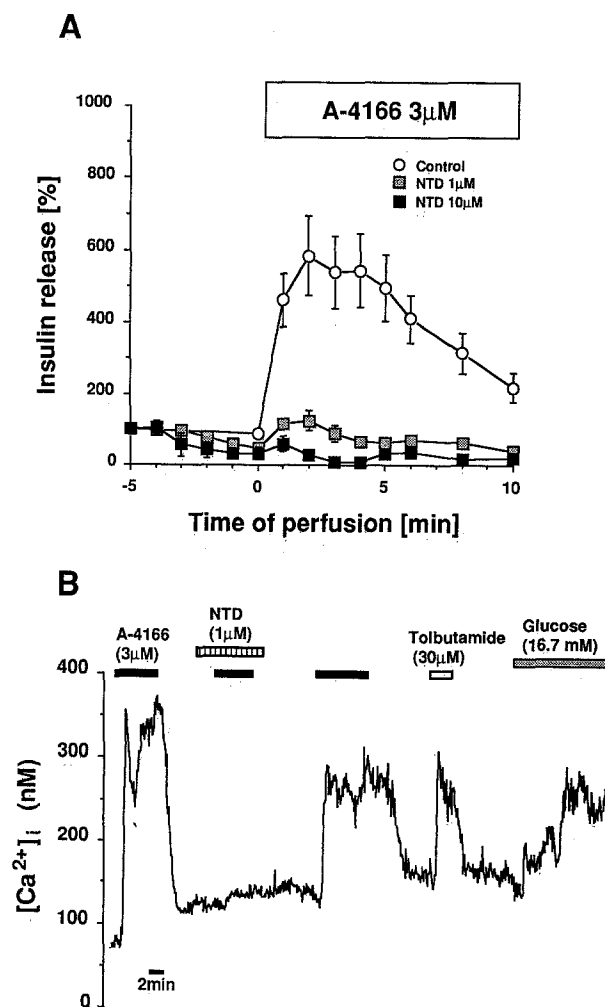 A
A-4166 3μM
Control
NTD 1μM
NTD 10μM
Insulin release [%]
1000
800
600
400
200
0
-5 0 5 10
Time of perfusion [min]
B
A-4166
(3μM)
NTD
(1μM)
Tolbutamide
(30μM)
Glucose
(16.7 mM)
[Ca²⁺]i (nM)
400
300
200
100
0
2min